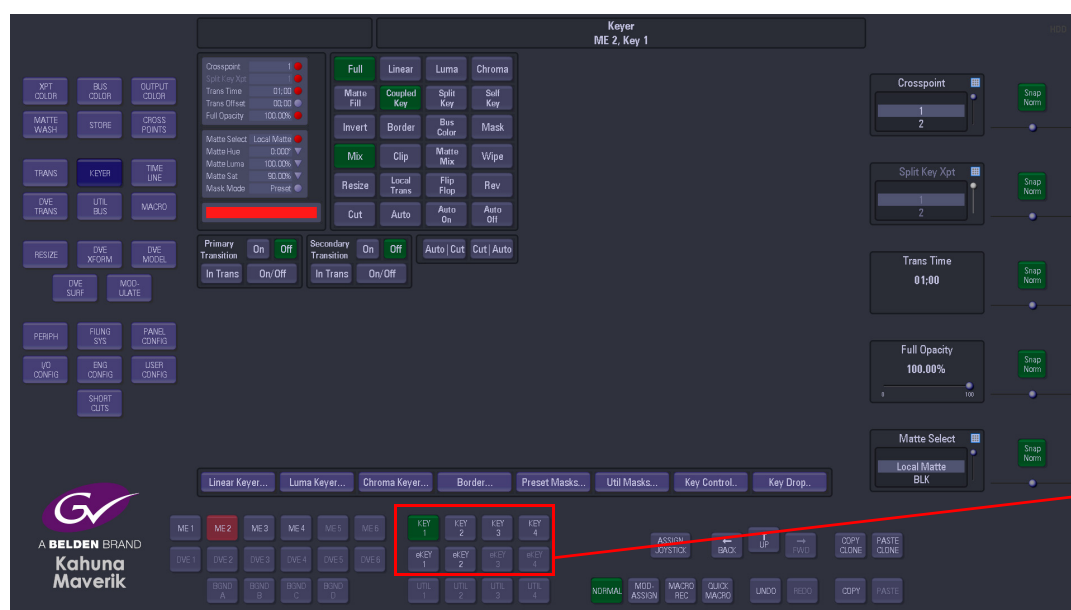 Keyer
ME 2, Key 1
HDC
Crosspoint 1
Split Key Xpt 1
Trans Time 01;00
Trans Offset 00;00
Full Opacity 100.00%
Matte Select Local Matte
Matte Hue 0.000°
Matte Luma 100.00%
Matte Sat 90.00%
Mask Mode Preset
Full Linear Luma Chroma
Matte Fill Coupled Key Split Key Self Key
Invert Border Bus Color Mask
Mix Clip Matte Mix Wipe
Resize Local Trans Flip Flop Rev
Cut Auto Auto On Auto Off
Primary Transition On Off
In Trans On/Off
Secondary Transition On Off
In Trans On/Off
Auto|Cut Cut|Auto
XPT COLOR BUS COLOR OUTPUT COLOR
MATTE WASH STORE CROSS POINTS
TRANS KEYER TIME LINE
DVE TRANS UTIL BUS MACRO
RESIZE DVE XFORM DVE MODEL
DVE SURF MOD- ULATE
PERIPH FILING SYS PANEL CONFIG
I/O CONFIG ENG CONFIG USER CONFIG
SHORT CUTS
Crosspoint
1
2
Snap Norm
Split Key Xpt
1
2
Snap Norm
Trans Time
01;00
Snap Norm
Full Opacity
100.00%
0 100
Snap Norm
Matte Select
Local Matte
BLK
Snap Norm
Linear Keyer... Luma Keyer... Chroma Keyer... Border... Preset Masks... Util Masks... Key Control.. Key Drop..
GV
A BELDEN BRAND
Kahuna
Maverik
ME 1 ME 2 ME 3 ME 4 ME 5 ME 6
DVE 1 DVE 2 DVE 3 DVE 4 DVE 5 DVE 6
BGND A BGND B BGND C BGND D
KEY 1 KEY 2 KEY 3 KEY 4
eKEY 1 eKEY 2 eKEY 3 eKEY 4
UTIL 1 UTIL 2 UTIL 3 UTIL 4
ASSIGN JOYSTICK BACK UP FWD COPY CLONE PASTE CLONE
NORMAL MOD- ASSIGN MACRO REC QUICK MACRO UNDO REDO COPY PASTE